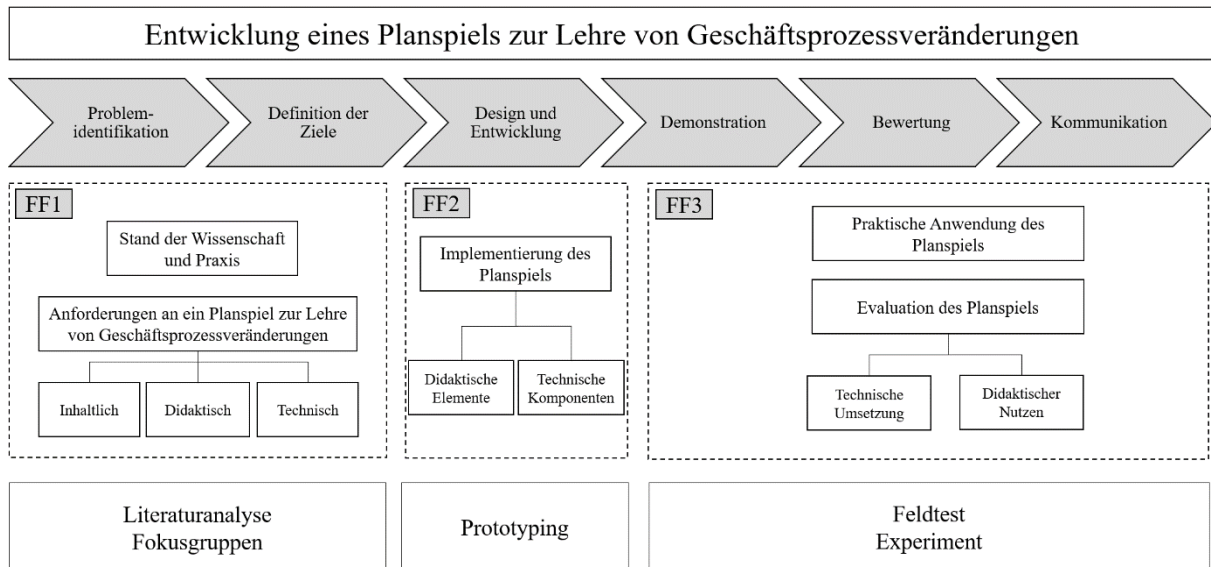 Entwicklung eines Planspiels zur Lehre von Geschäftsprozessveränderungen
Problem-
identifikation
Definition der
Ziele
Design und
Entwicklung
Demonstration
Bewertung
Kommunikation
FF1
Stand der Wissenschaft
und Praxis
Anforderungen an ein Planspiel zur Lehre
von Geschäftsprozessveränderungen
Inhaltlich
Didaktisch
Technisch
FF2
Implementierung des
Planspiels
Didaktische
Elemente
Technische
Komponenten
FF3
Praktische Anwendung des
Planspiels
Evaluation des Planspiels
Technische
Umsetzung
Didaktischer
Nutzen
Literaturanalyse
Fokusgruppen
Prototyping
Feldtest
Experiment